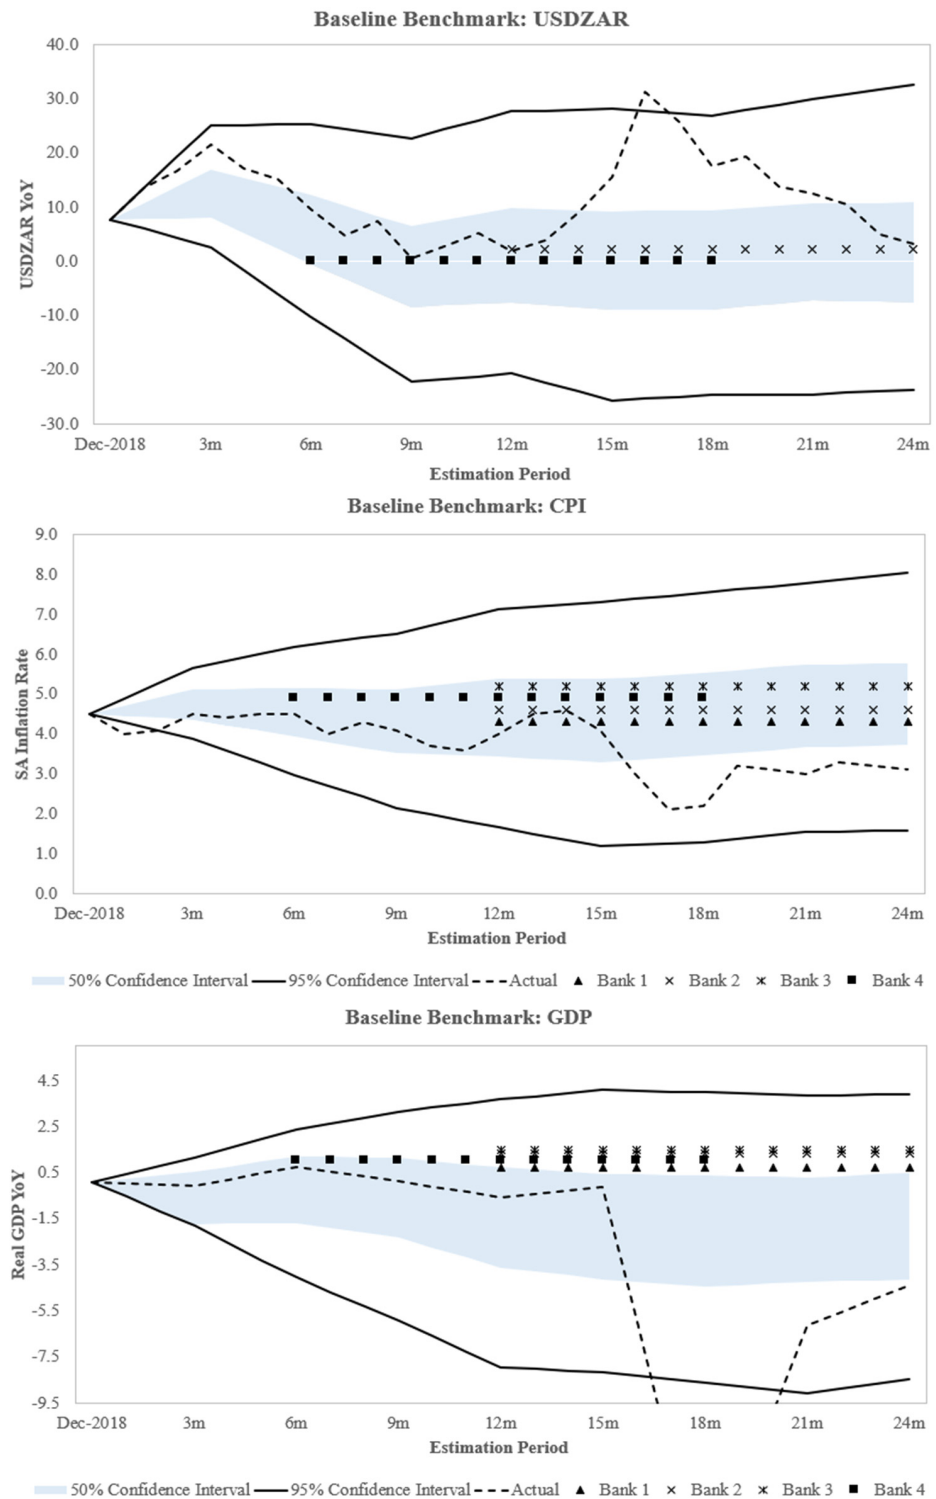 Baseline Benchmark: USDZAR
40.0
30.0
20.0
10.0
0.0
-10.0
-20.0
-30.0
USDZAR YoY
Dec-2018 3m 6m 9m 12m 15m 18m 21m 24m
Estimation Period
Baseline Benchmark: CPI
9.0
8.0
7.0
6.0
5.0
4.0
3.0
2.0
1.0
0.0
SA Inflation Rate
Dec-2018 3m 6m 9m 12m 15m 18m 21m 24m
Estimation Period
50% Confidence Interval 95% Confidence Interval Actual Bank 1 Bank 2 Bank 3 Bank 4
Baseline Benchmark: GDP
4.5
2.5
0.5
-1.5
-3.5
-5.5
-7.5
-9.5
Real GDP YoY
Dec-2018 3m 6m 9m 12m 15m 18m 21m 24m
Estimation Period
50% Confidence Interval 95% Confidence Interval Actual Bank 1 Bank 2 Bank 3 Bank 4